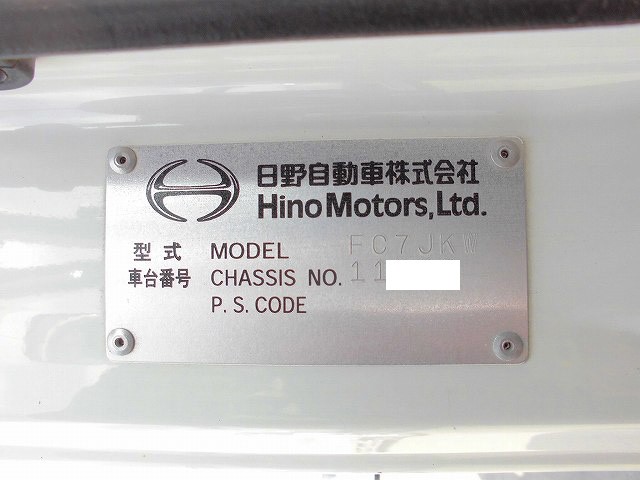 日野自動車株式会社
Hino Motors, Ltd.
型式 MODEL FC7JKW
車台番号 CHASSIS NO. 11
P.S.CODE